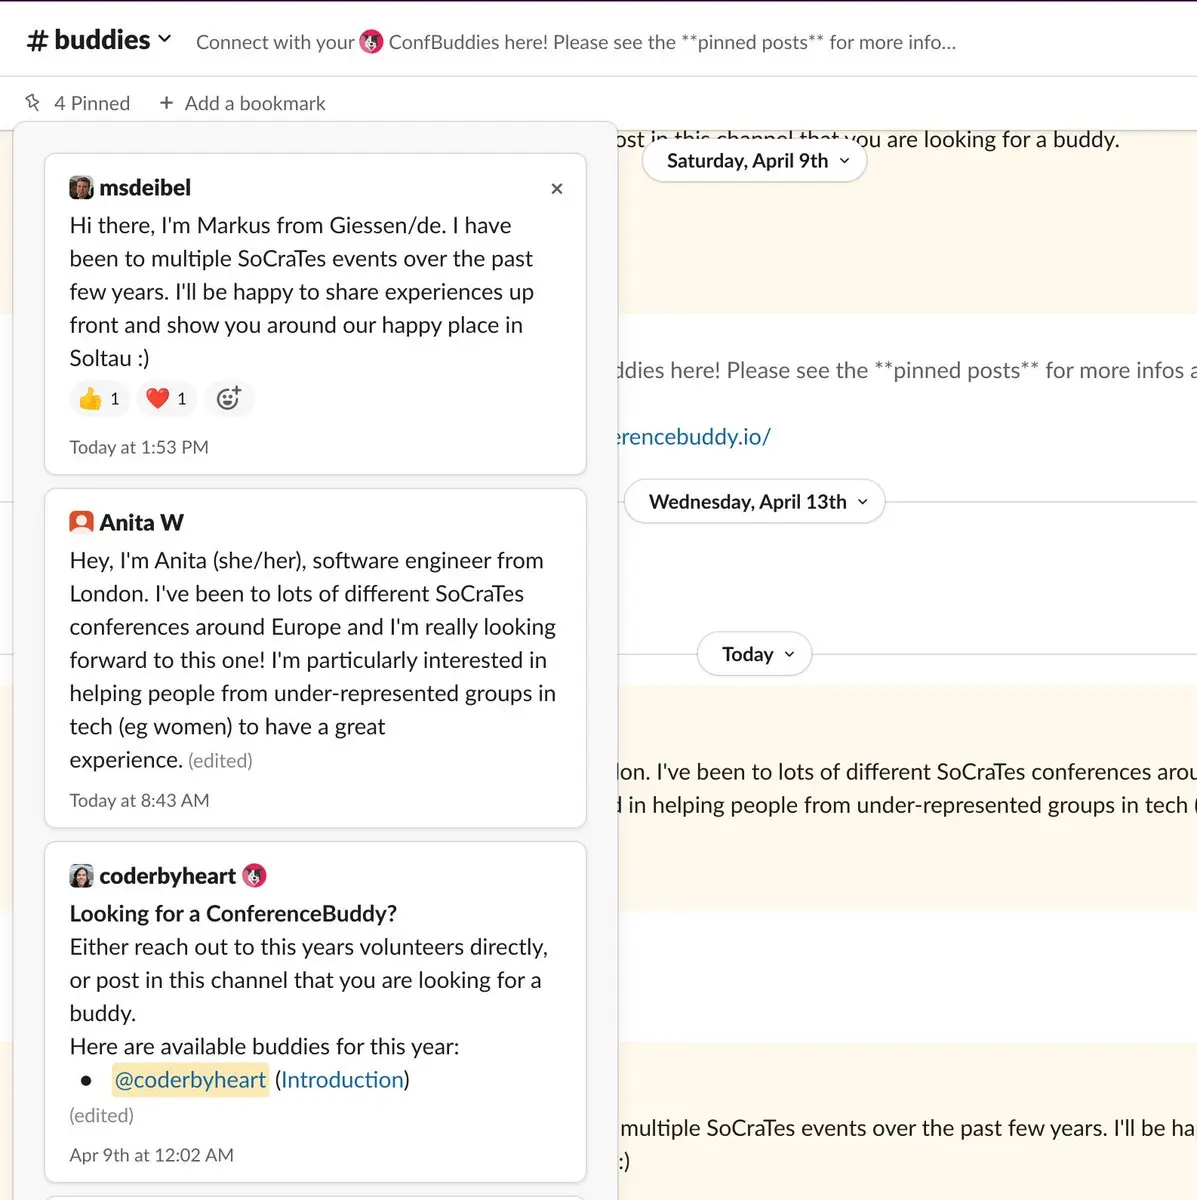 # buddies
Connect with your ConfBuddies here! Please see the **pinned posts** for more info...
4 Pinned + Add a bookmark
msdeibel
Hi there, I'm Markus from Giessen/de. I have
been to multiple SoCraTes events over the past
few years. I'll be happy to share experiences up
front and show you around our happy place in
Soltau :)
1 1
Today at 1:53 PM
Anita W
Hey, I'm Anita (she/her), software engineer from
London. I've been to lots of different SoCraTes
conferences around Europe and I'm really looking
forward to this one! I'm particularly interested in
helping people from under-represented groups in
tech (eg women) to have a great
experience. (edited)
Today at 8:43 AM
coderbyheart
Looking for a ConferenceBuddy?
Either reach out to this years volunteers directly,
or post in this channel that you are looking for a
buddy.
Here are available buddies for this year:
• @coderbyheart (Introduction)
(edited)
Apr 9th at 12:02 AM
ost in this channel that you are looking for a buddy.
Saturday, April 9th
ddies here! Please see the **pinned posts** for more infos a
erencebuddy.io/
Wednesday, April 13th
Today
lon. I've been to lots of different SoCraTes conferences arou
d in helping people from under-represented groups in tech (
multiple SoCraTes events over the past few years. I'll be ha
:)